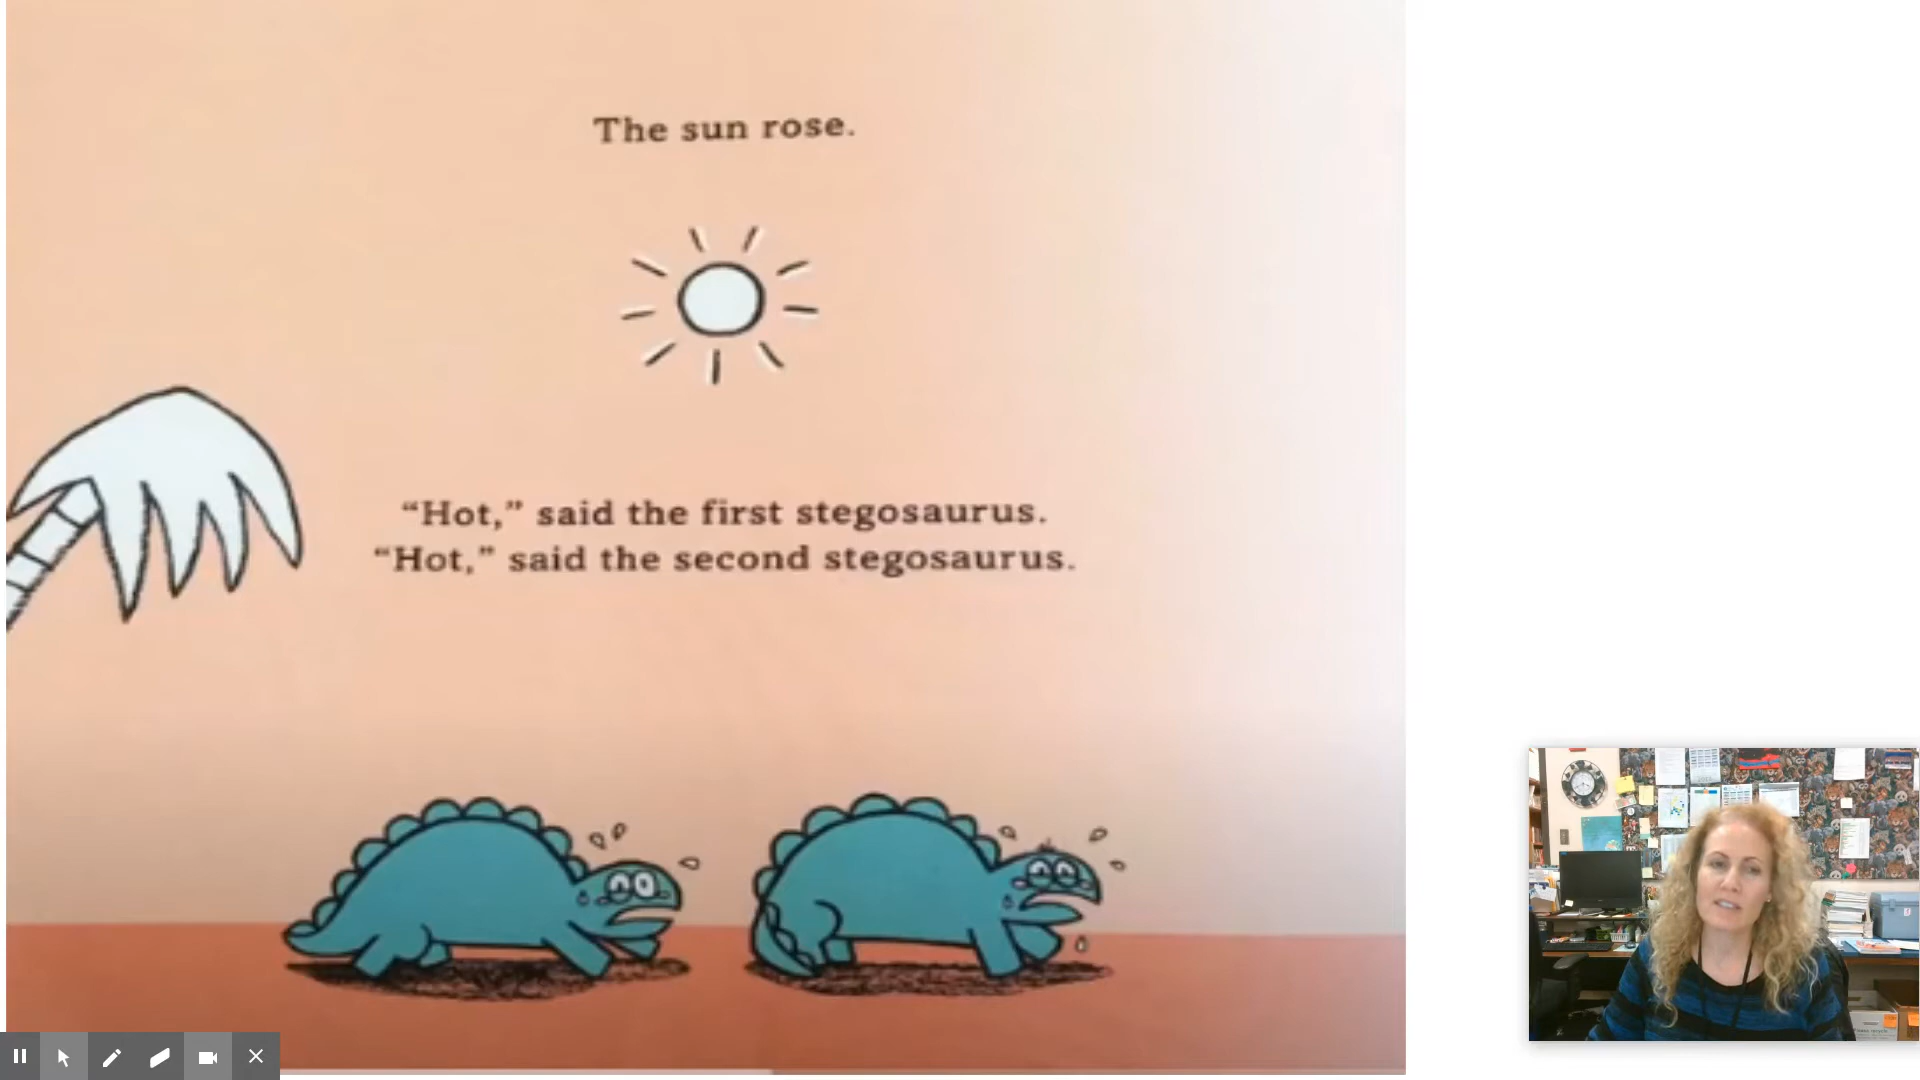 The sun rose.
“Hot,” said the first stegosaurus.
“Hot,” said the second stegosaurus.